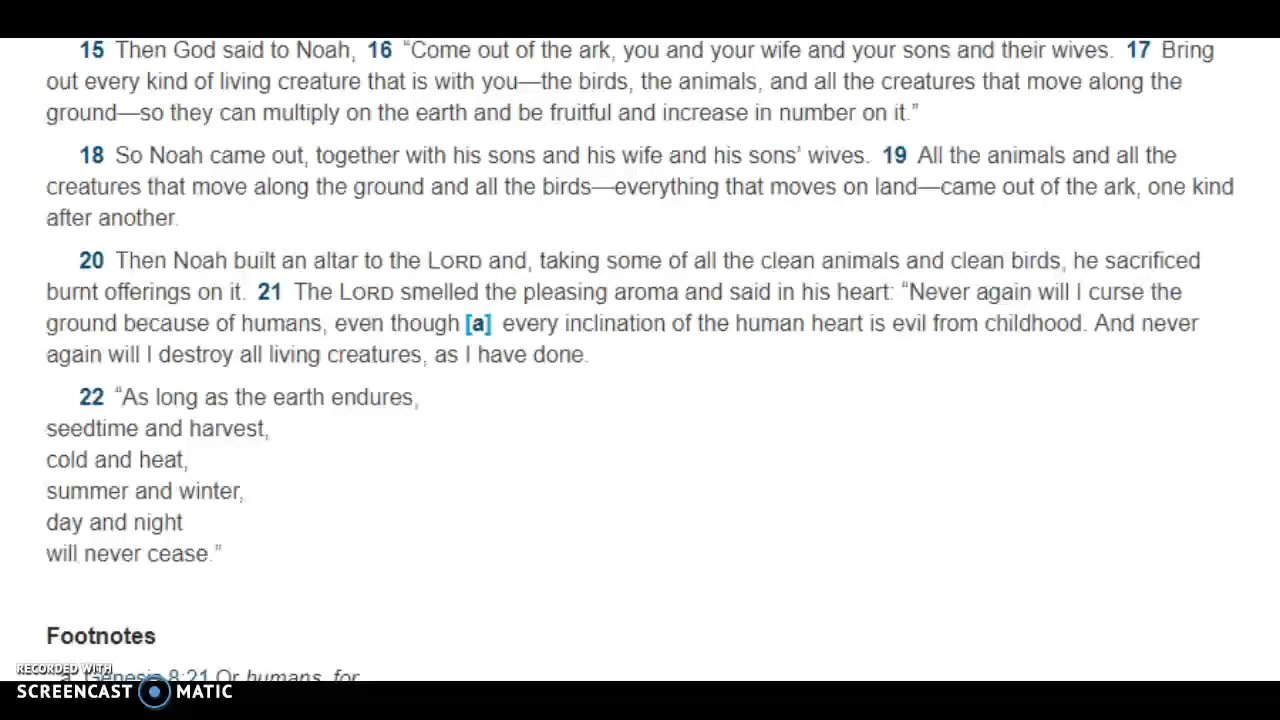 15 Then God said to Noah, 16 “Come out of the ark, you and your wife and your sons and their wives. 17 Bring
out every kind of living creature that is with you—the birds, the animals, and all the creatures that move along the
ground—so they can multiply on the earth and be fruitful and increase in number on it.”
18 So Noah came out, together with his sons and his wife and his sons’ wives. 19 All the animals and all the
creatures that move along the ground and all the birds—everything that moves on land—came out of the ark, one kind
after another.
20 Then Noah built an altar to the LORD and, taking some of all the clean animals and clean birds, he sacrificed
burnt offerings on it. 21 The LORD smelled the pleasing aroma and said in his heart: “Never again will I curse the
ground because of humans, even though [a] every inclination of the human heart is evil from childhood. And never
again will I destroy all living creatures, as I have done.
22 “As long as the earth endures,
seedtime and harvest,
cold and heat,
summer and winter,
day and night
will never cease.”
Footnotes
a. Genesis 8:21 Or humans, for
RECORDED WITH
SCREENCAST MATIC